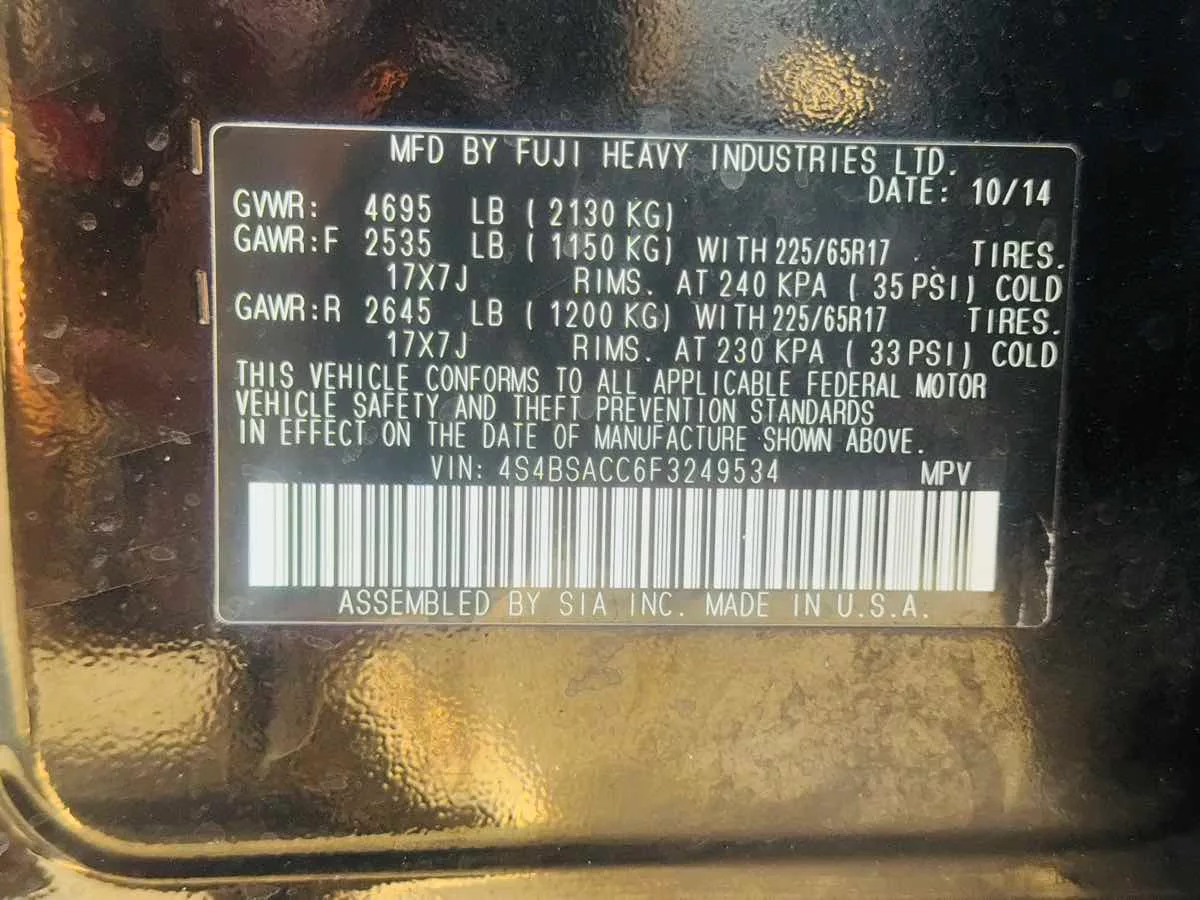 MFD BY FUJI HEAVY INDUSTRIES LTD.
DATE: 10/14
GVWR: 4695 LB (2130 KG)
GAWR:F 2535 LB (1150 KG) WITH 225/65R17 TIRES.
17X7J RIMS. AT 240 KPA (35 PSI) COLD
GAWR:R 2645 LB (1200 KG) WITH 225/65R17 TIRES.
17X7J RIMS. AT 230 KPA (33 PSI) COLD
THIS VEHICLE CONFORMS TO ALL APPLICABLE FEDERAL MOTOR
VEHICLE SAFETY AND THEFT PREVENTION STANDARDS
IN EFFECT ON THE DATE OF MANUFACTURE SHOWN ABOVE.
VIN: 4S4BSACC6F3249534 MPV
ASSEMBLED BY SIA INC. MADE IN U.S.A.